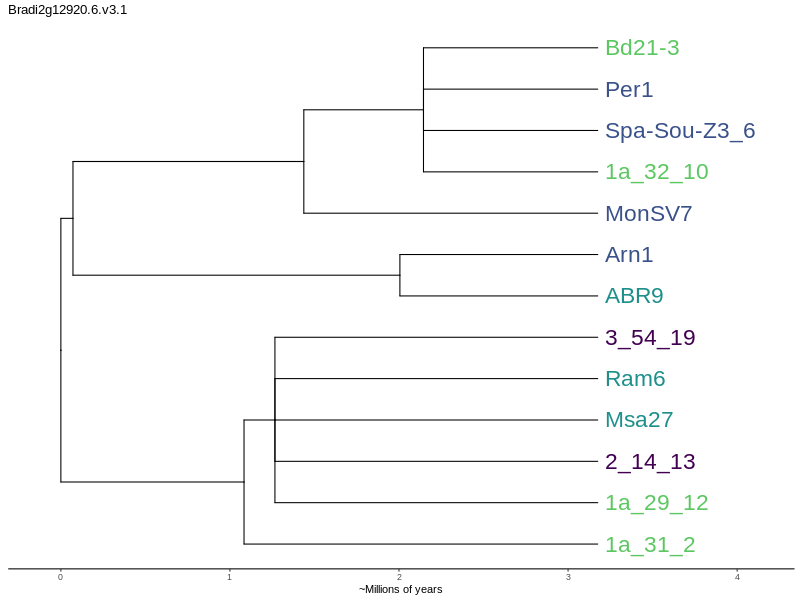 Bradi2g12920.6.v3.1
Bd21-3
Per1
Spa-Sou-Z3_6
1a_32_10
MonSV7
Arn1
ABR9
3_54_19
Ram6
Msa27
2_14_13
1a_29_12
1a_31_2
0 1 2 3 4
~Millions of years